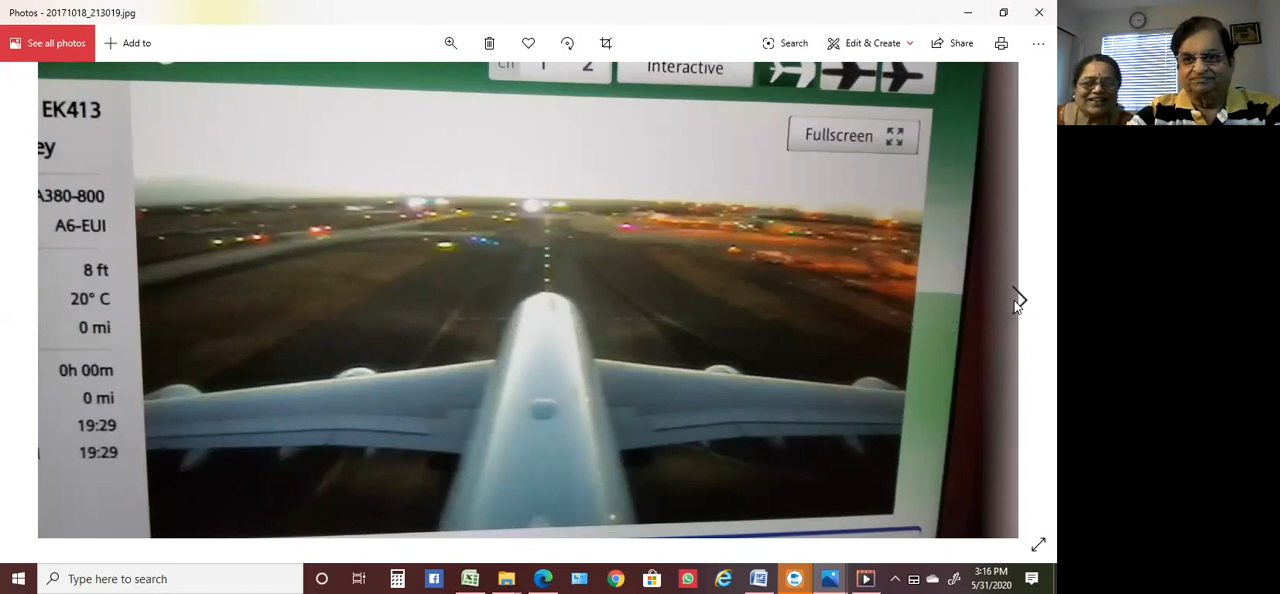 Photos - 20171018_213019.jpg
See all photos
Add to
Search
Edit & Create
Share
1 2
Interactive
EK413
ey
Fullscreen
A380-800
A6-EUI
8 ft
20° C
0 mi
0h 00m
0 mi
19:29
19:29
Type here to search
3:16 PM
5/31/2020